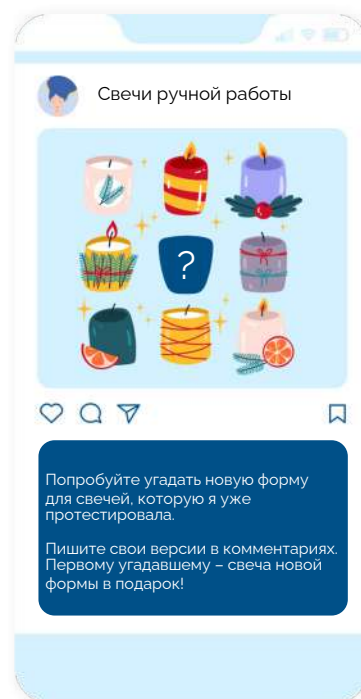 Свечи ручной работы
?
Попробуйте угадать новую форму
для свечей, которую я уже
протестировала.
Пишите свои версии в комментариях.
Первому угадавшему – свеча новой
формы в подарок!